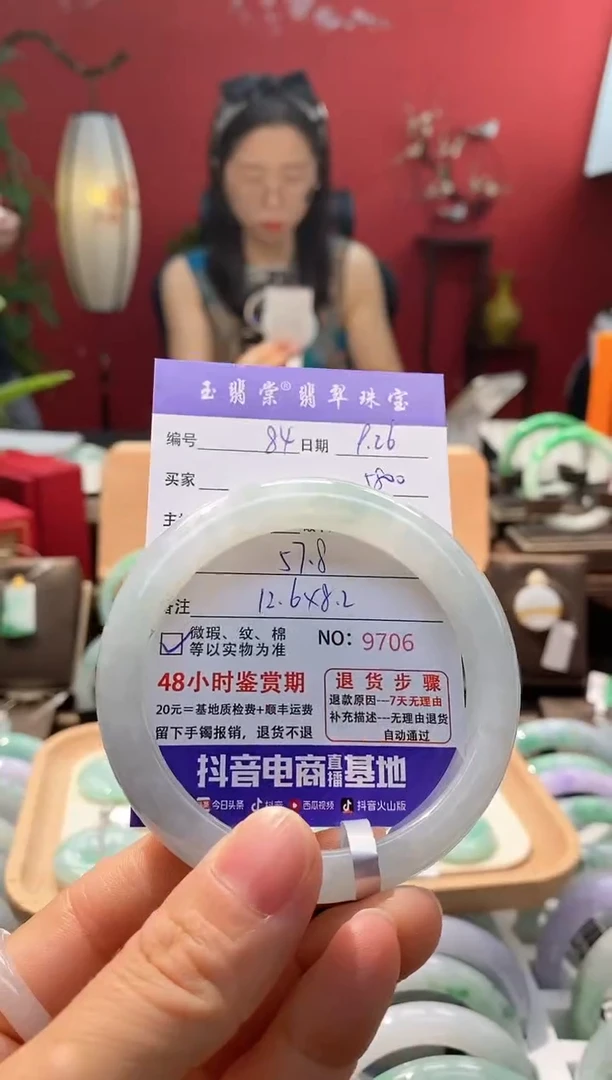 玉翡棠®翡翠珠宝
编号 84 日期 9.26
买家 5800
57.8
备注 12.6x8.2
微瑕、纹、棉
等以实物为准
NO: 9706
48小时鉴赏期
20元=基地质检费+顺丰运费
留下手镯报销,退货不退
退货步骤
退款原因---7天无理由
补充描述---无理由退货
自动通过
抖音电商直播基地
今日头条 抖音 西瓜视频 抖音火山版